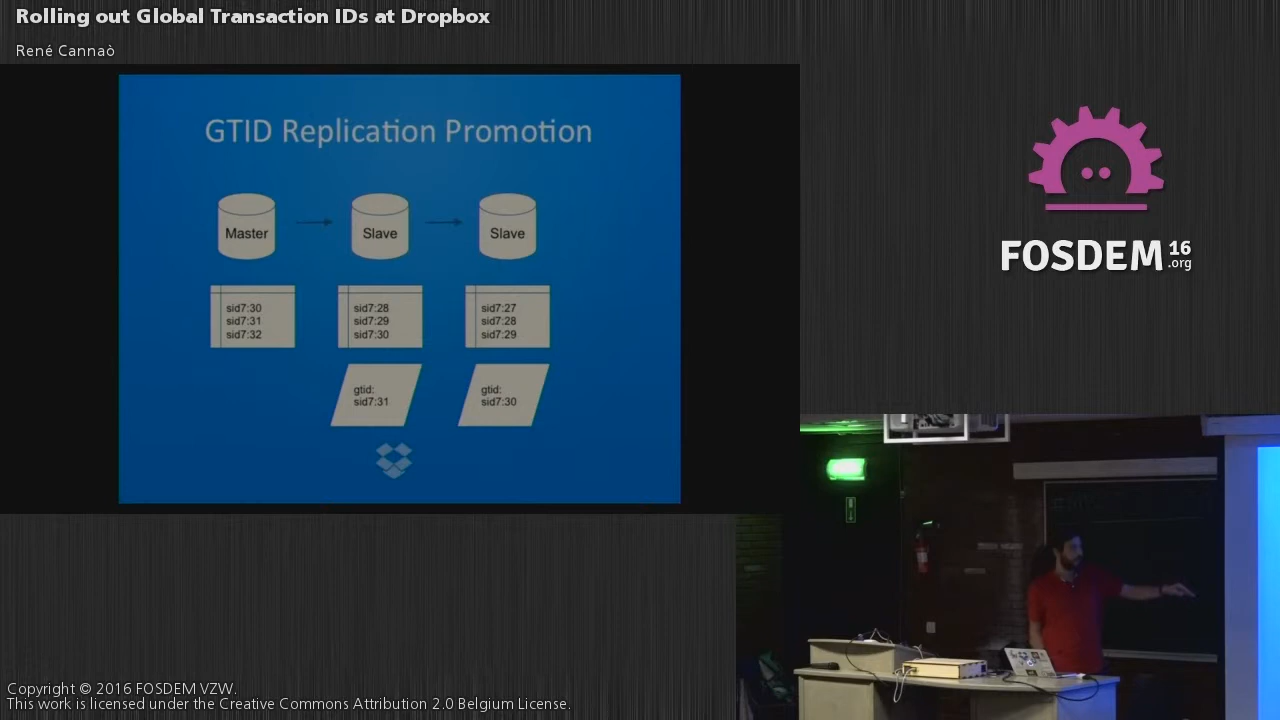 Rolling out Global Transaction IDs at Dropbox
René Cannaò
GTID Replication Promotion
Master
Slave
Slave
sid7:30
sid7:31
sid7:32
sid7:28
sid7:29
sid7:30
sid7:27
sid7:28
sid7:29
gtid:
sid7:31
gtid:
sid7:30
FOSDEM 16
.org
Copyright © 2016 FOSDEM VZW.
This work is licensed under the Creative Commons Attribution 2.0 Belgium License.